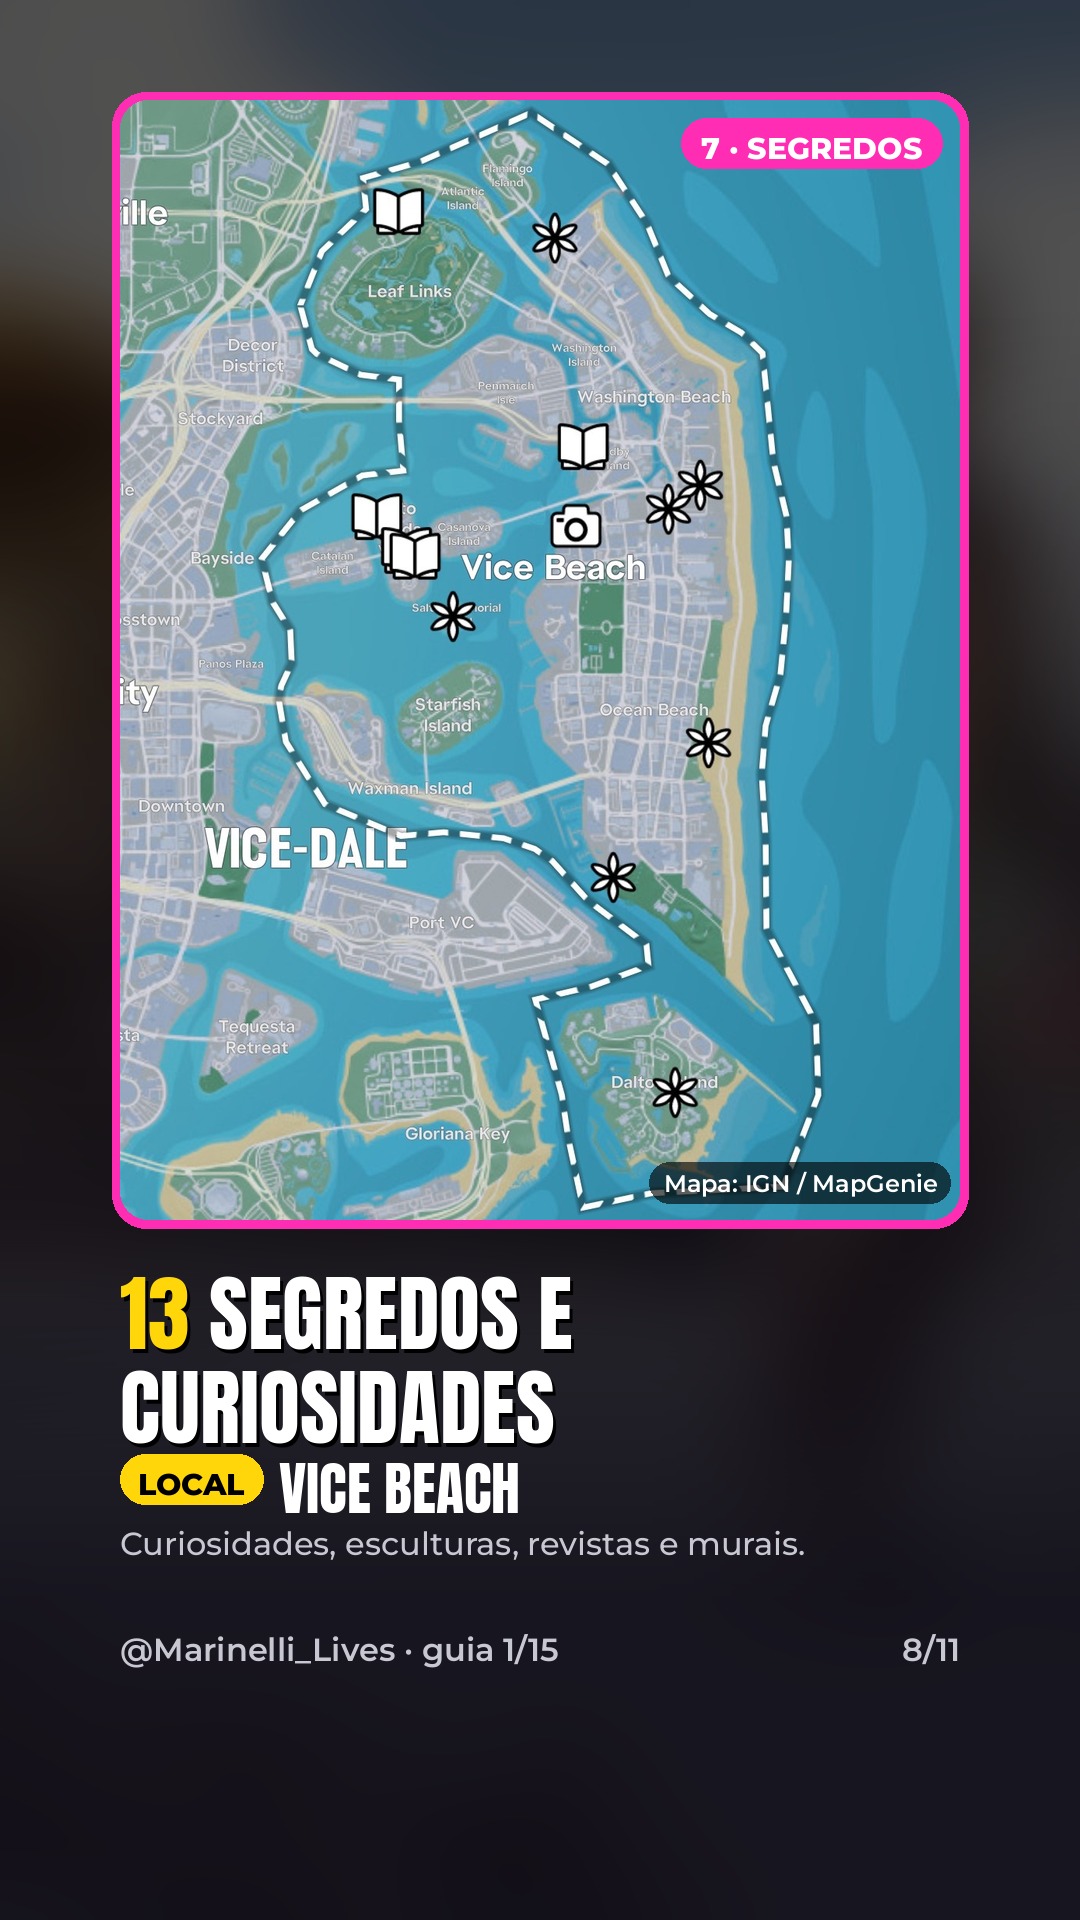 7 · SEGREDOS
Flamingo
Island
Atlantic
Island
ille
Leaf Links
Decor
District
Washington
Island
Penmarch
Isle
Washington Beach
Stockyard
Casanova
Island
Catalan
Island
Bayside
Vice Beach
Panos Plaza
ity
Starfish
Island
Ocean Beach
Waxman Island
Downtown
VICE-DALE
Port VC
Tequesta
Retreat
Gloriana Key
Mapa: IGN / MapGenie
13 SEGREDOS E
CURIOSIDADES
LOCAL VICE BEACH
Curiosidades, esculturas, revistas e murais.
@Marinelli_Lives · guia 1/15
8/11